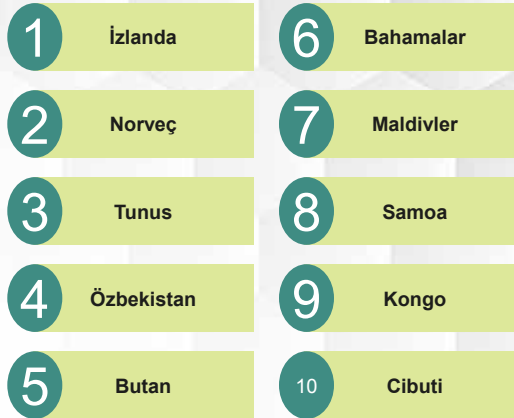 1 İzlanda
2 Norveç
3 Tunus
4 Özbekistan
5 Butan
6 Bahamalar
7 Maldivler
8 Samoa
9 Kongo
10 Cibuti